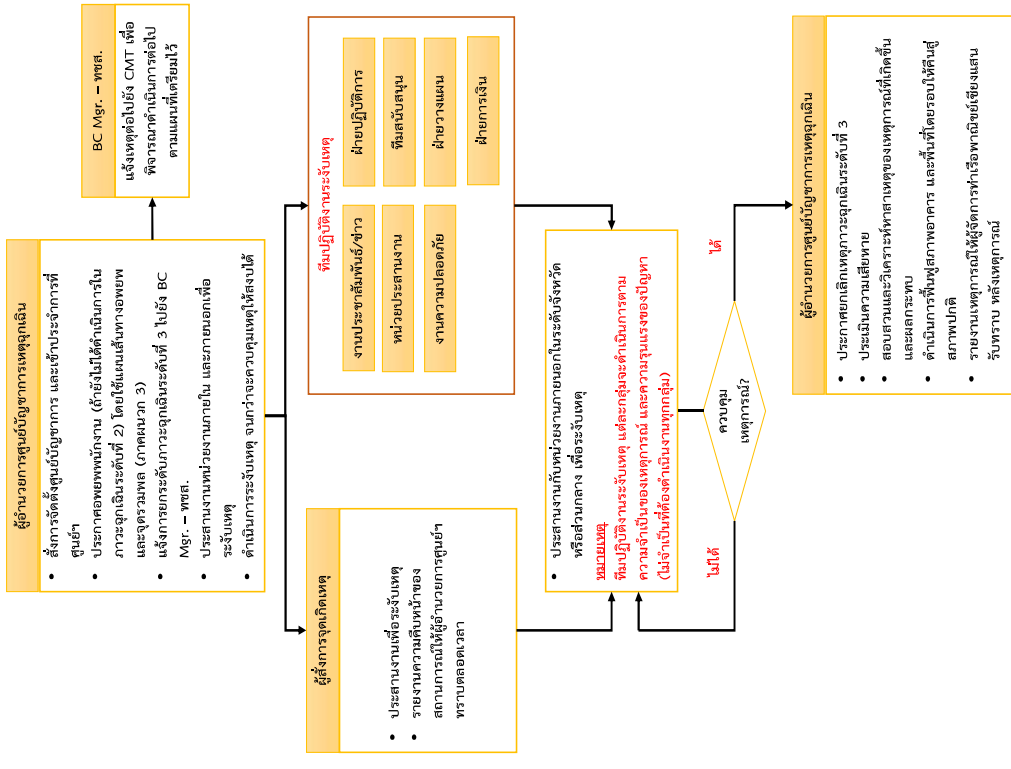 ผู้อำนวยการศูนย์บัญชาการเหตุฉุกเฉิน
• สั่งการจัดตั้งศูนย์บัญชาการ และเข้าประจำการที่
ศูนย์ฯ
• ประกาศอพยพพนักงาน (ถ้ายังไม่ได้ดำเนินการใน
ภาวะฉุกเฉินระดับที่ 2) โดยใช้แผนเส้นทางอพยพ
และจุดรวมพล (ภาคผนวก 3)
• แจ้งการยกระดับภาวะฉุกเฉินระดับที่ 3 ไปยัง BC
Mgr. – ทชส.
• ประสานงานหน่วยงานภายใน และภายนอกเพื่อ
ระงับเหตุ
• ดำเนินการระงับเหตุ จนกว่าจะควบคุมเหตุให้สงบได้
BC Mgr. – ทชส.
แจ้งเหตุต่อไปยัง CMT เพื่อ
พิจารณาดำเนินการต่อไป
ตามแผนที่เตรียมไว้
ผู้สั่งการจุดเกิดเหตุ
• ประสานงานเพื่อระงับเหตุ
• รายงานความคืบหน้าของ
สถานการณ์ให้ผู้อำนวยการศูนย์ฯ
ทราบตลอดเวลา
ทีมปฏิบัติงานระงับเหตุ
งานประชาสัมพันธ์/ข่าว
ฝ่ายปฏิบัติการ
หน่วยประสานงาน
ทีมสนับสนุน
งานความปลอดภัย
ฝ่ายวางแผน
ฝ่ายการเงิน
• ประสานงานกับหน่วยงานภายนอกในระดับจังหวัด
หรือส่วนกลาง เพื่อระงับเหตุ
หมายเหตุ
ทีมปฏิบัติงานระงับเหตุ แต่ละกลุ่มจะดำเนินการตาม
ความจำเป็นของเหตุการณ์ และความรุนแรงของปัญหา
(ไม่จำเป็นที่ต้องดำเนินงานทุกกลุ่ม)
ควบคุม
เหตุการณ์?
ไม่ได้
ได้
ผู้อำนวยการศูนย์บัญชาการเหตุฉุกเฉิน
• ประกาศยกเลิกเหตุภาวะฉุกเฉินระดับที่ 3
• ประเมินความเสียหาย
• สอบสวนและวิเคราะห์หาสาเหตุของเหตุการณ์ที่เกิดขึ้น
และผลกระทบ
• ดำเนินการฟื้นฟูสภาพอาคาร และพื้นที่โดยรอบให้คืนสู่
สภาพปกติ
• รายงานเหตุการณ์ให้ผู้จัดการท่าเรือพาณิชย์เชียงแสน
รับทราบ หลังเหตุการณ์